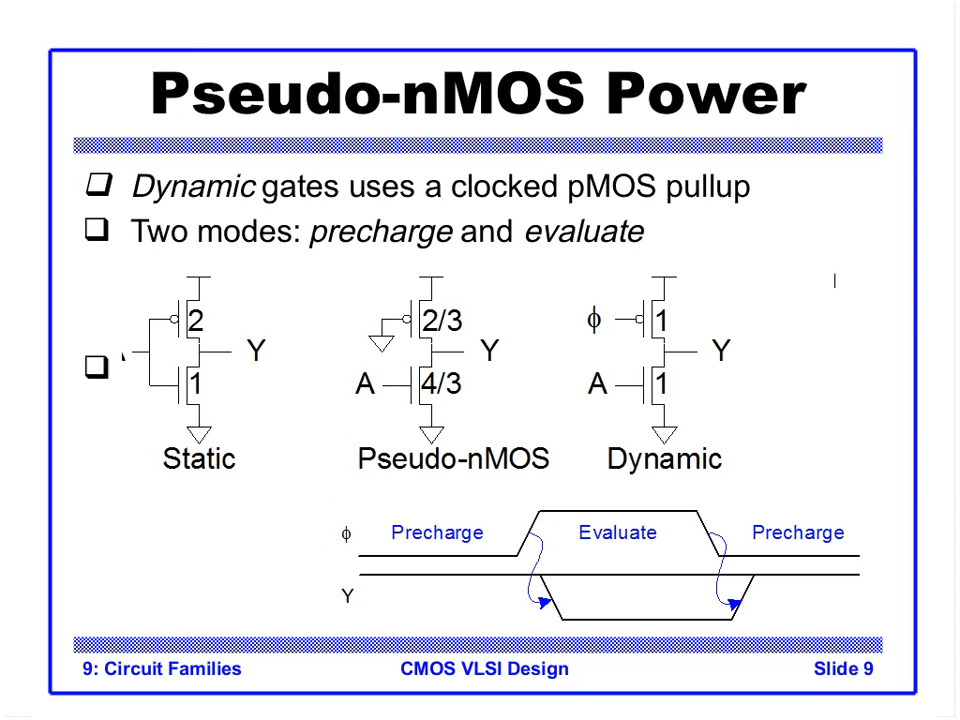 Pseudo-nMOS Power
❑ Dynamic gates uses a clocked pMOS pullup
❑ Two modes: precharge and evaluate
❑
2 Y 1
Static
2/3 Y A 4/3
Pseudo-nMOS
ϕ 1 Y A 1
Dynamic
ϕ Precharge Evaluate Precharge
Y
9: Circuit Families CMOS VLSI Design Slide 9